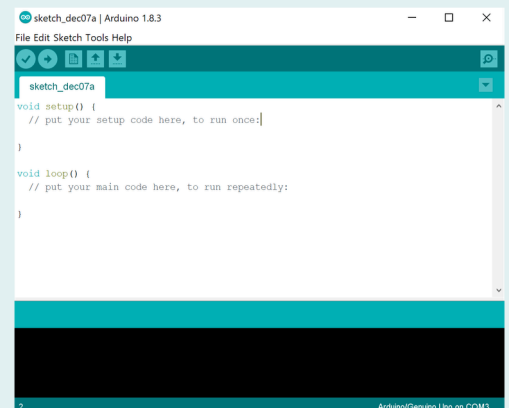 sketch_dec07a | Arduino 1.8.3
File Edit Sketch Tools Help
sketch_dec07a
void setup() {
  // put your setup code here, to run once:

}

void loop() {
  // put your main code here, to run repeatedly:

}
2
Arduino/Genuino Uno on COM3